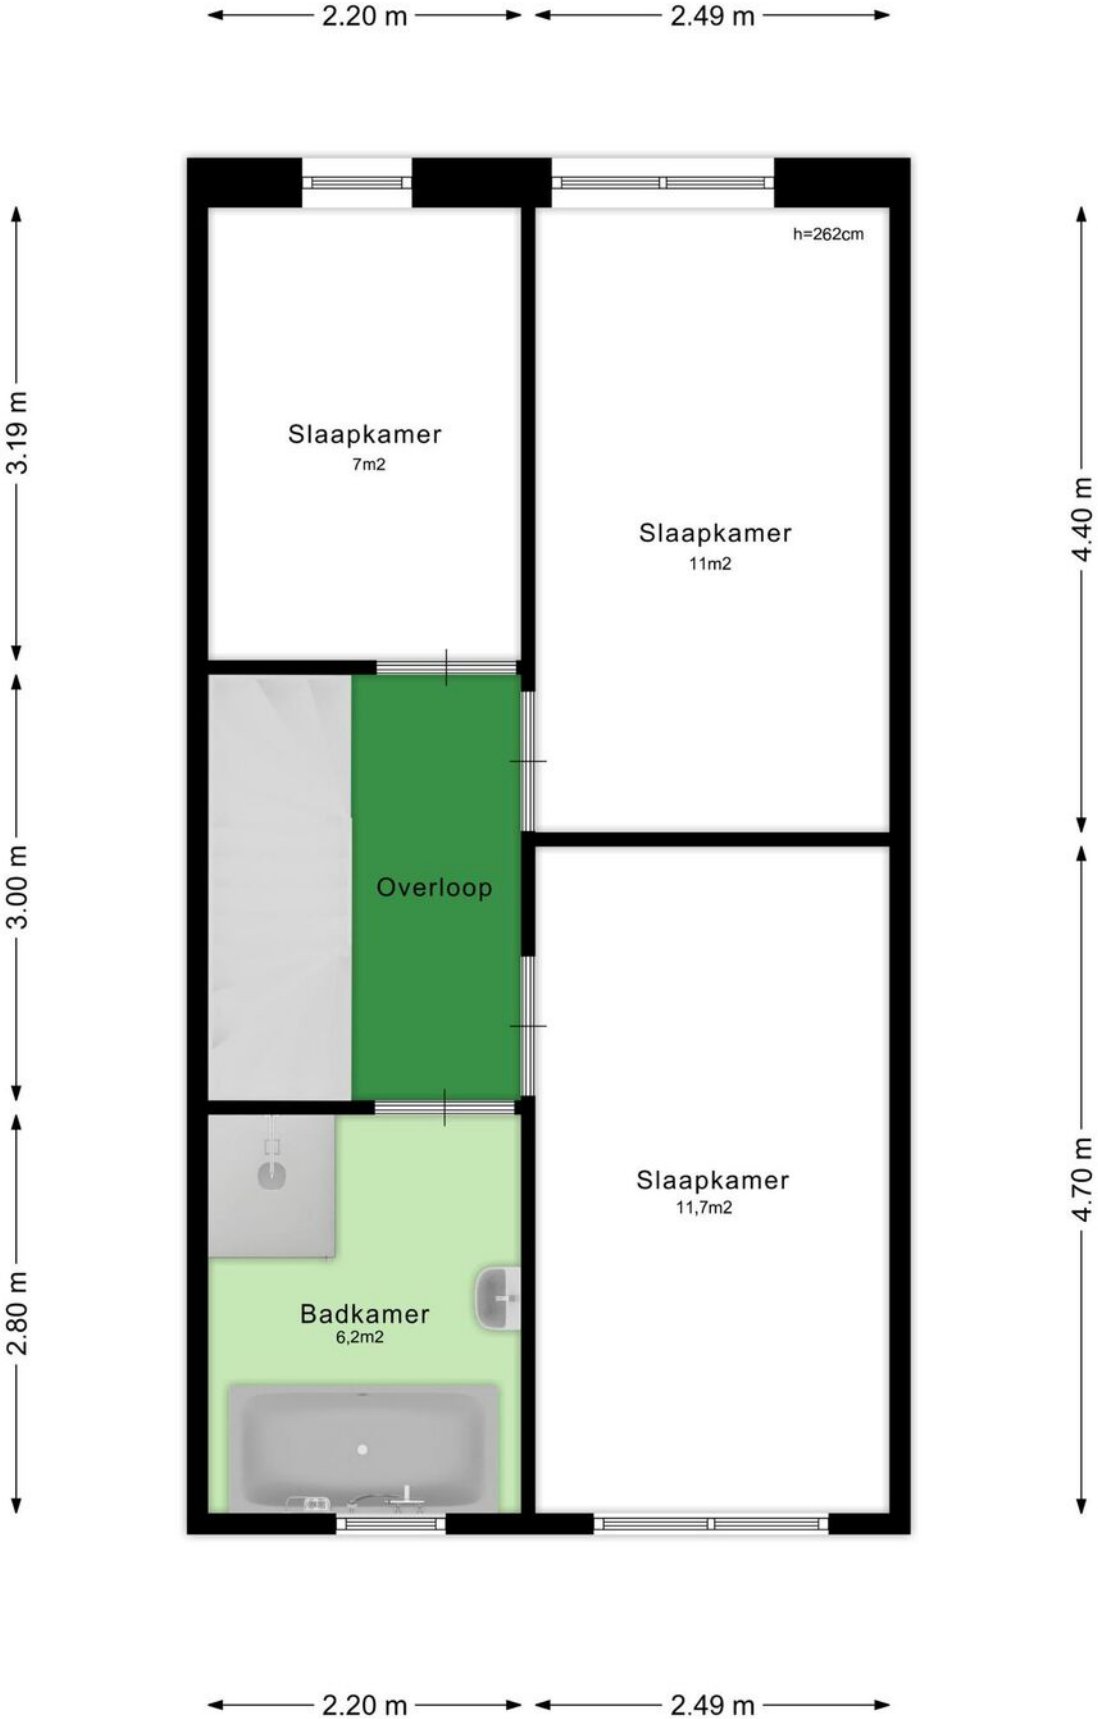 2.20 m
2.49 m
h=262cm
3.19 m
Slaapkamer
7m2
4.40 m
Slaapkamer
11m2
3.00 m
Overloop
4.70 m
Slaapkamer
11,7m2
2.80 m
Badkamer
6,2m2
2.20 m
2.49 m